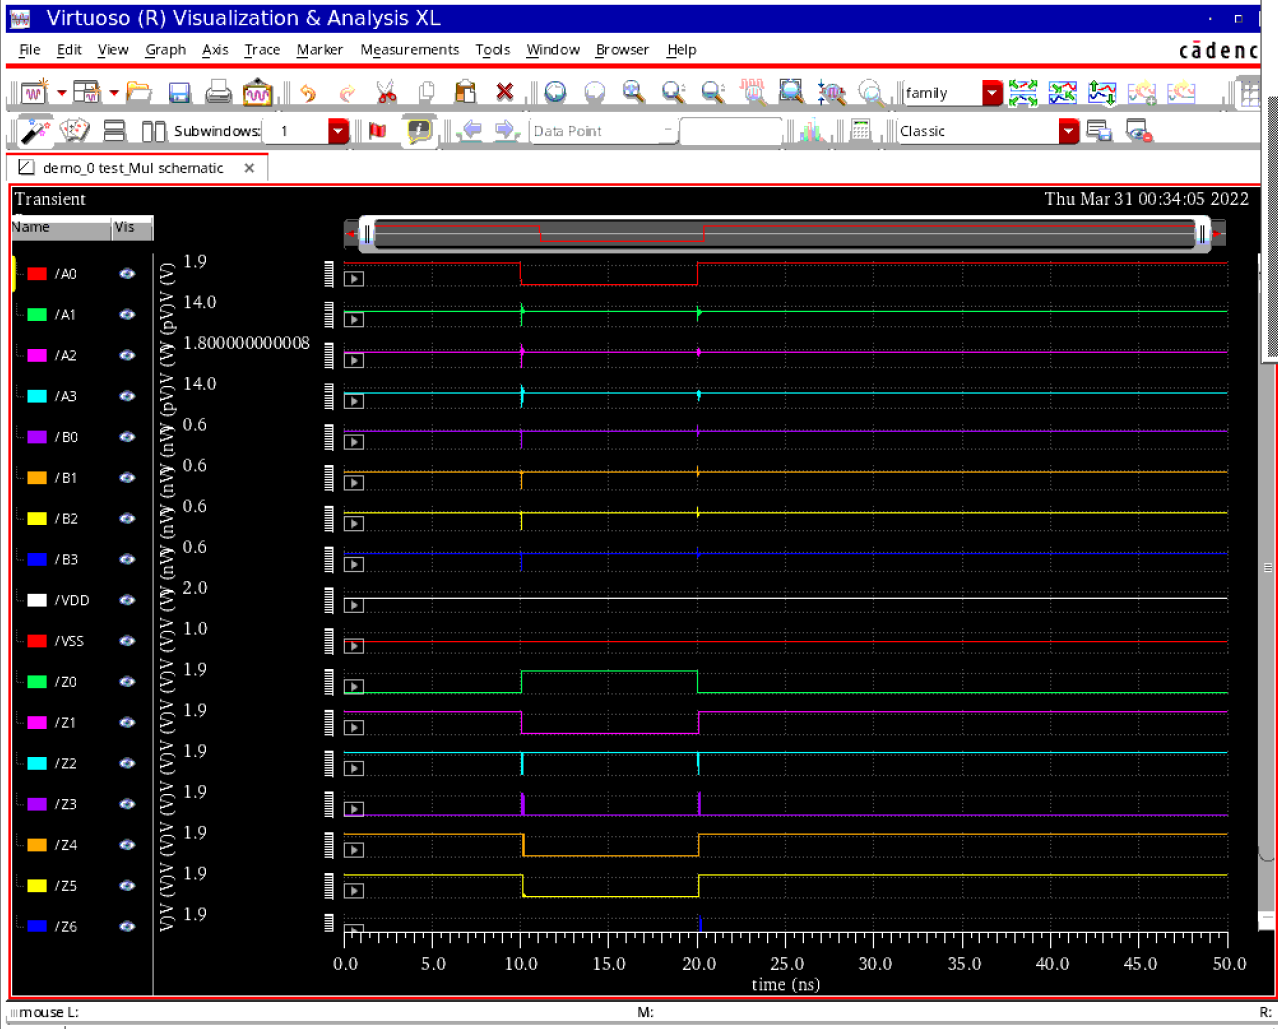 Virtuoso (R) Visualization & Analysis XL
File Edit View Graph Axis Trace Marker Measurements Tools Window Browser Help
cādenc
family
Subwindows: 1 Data Point Classic
demo_0 test_Mul schematic
Transient Thu Mar 31 00:34:05 2022
Name Vis
/A0 1.9
/A1 14.0
/A2 1.800000000008
/A3 14.0
/B0 0.6
/B1 0.6
/B2 0.6
/B3 0.6
/VDD 2.0
/VSS 1.0
/Z0 1.9
/Z1 1.9
/Z2 1.9
/Z3 1.9
/Z4 1.9
/Z5 1.9
/Z6 1.9
0.0 5.0 10.0 15.0 20.0 25.0 30.0 35.0 40.0 45.0 50.0
time (ns)
mouse L: M: R: